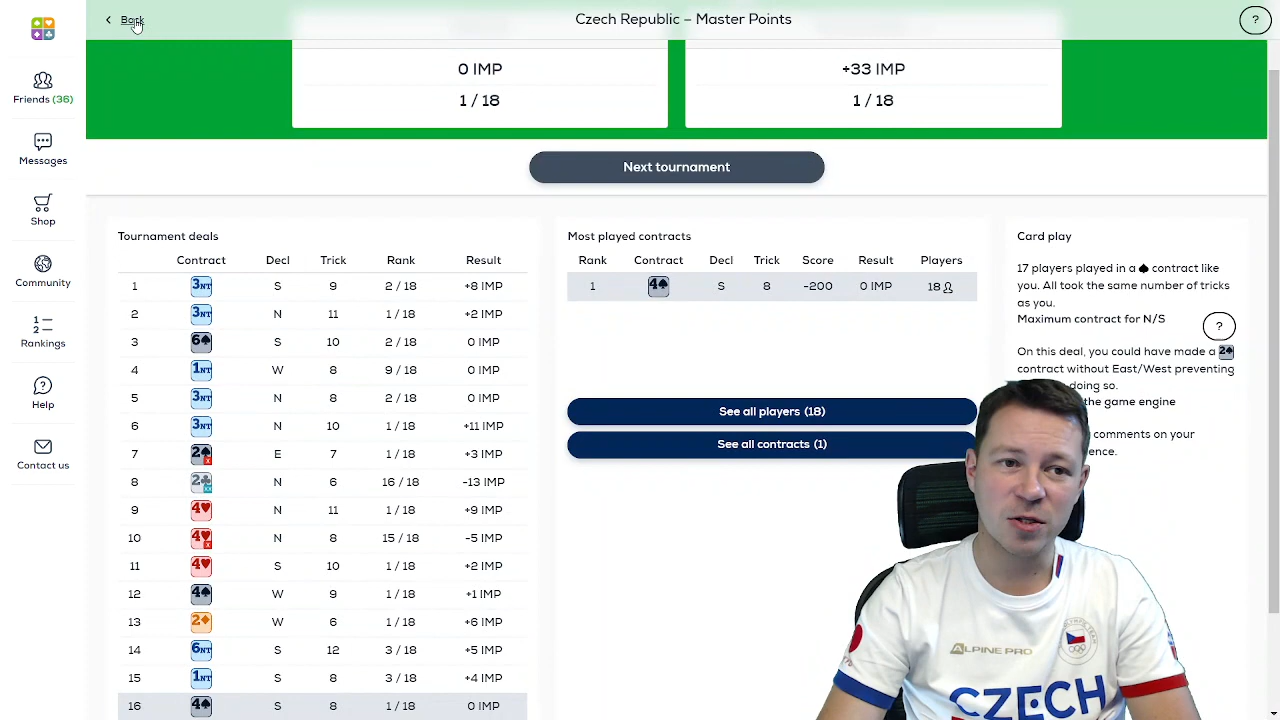 Back
Czech Republic – Master Points
?
Friends (36)
Messages
Shop
Community
1
2
Rankings
Help
Contact us
0 IMP
1 / 18
+33 IMP
1 / 18
Next tournament
Tournament deals
Contract Decl Trick Rank Result
1 3NT S 9 2 / 18 +8 IMP
2 3NT N 11 1 / 18 +2 IMP
3 6♠ S 10 2 / 18 0 IMP
4 1NT W 8 9 / 18 0 IMP
5 3NT N 8 2 / 18 0 IMP
6 3NT N 10 1 / 18 +11 IMP
7 2♠ X E 7 1 / 18 +3 IMP
8 2♣ XX N 6 16 / 18 -13 IMP
9 4♥ N 11 1 / 18 +9 IMP
10 4♥ X N 15 / 18 -5 IMP
11 4♥ S 10 1 / 18 +2 IMP
12 4♠ W 9 1 / 18 +1 IMP
13 2♦ W 6 1 / 18 +6 IMP
14 6NT S 12 3 / 18 +5 IMP
15 1NT S 8 3 / 18 +4 IMP
16 4♠ S 8 1 / 18 0 IMP
Most played contracts
Rank Contract Decl Trick Score Result Players
1 4♠ S 8 -200 0 IMP 18
See all players (18)
See all contracts (1)
Card play
17 players played in a ♠ contract like
you. All took the same number of tricks
as you.
Maximum contract for N/S
?
On this deal, you could have made a 2♠
contract without East/West preventing
doing so.
the game engine
comments on your
ALPINE PRO
CZECH